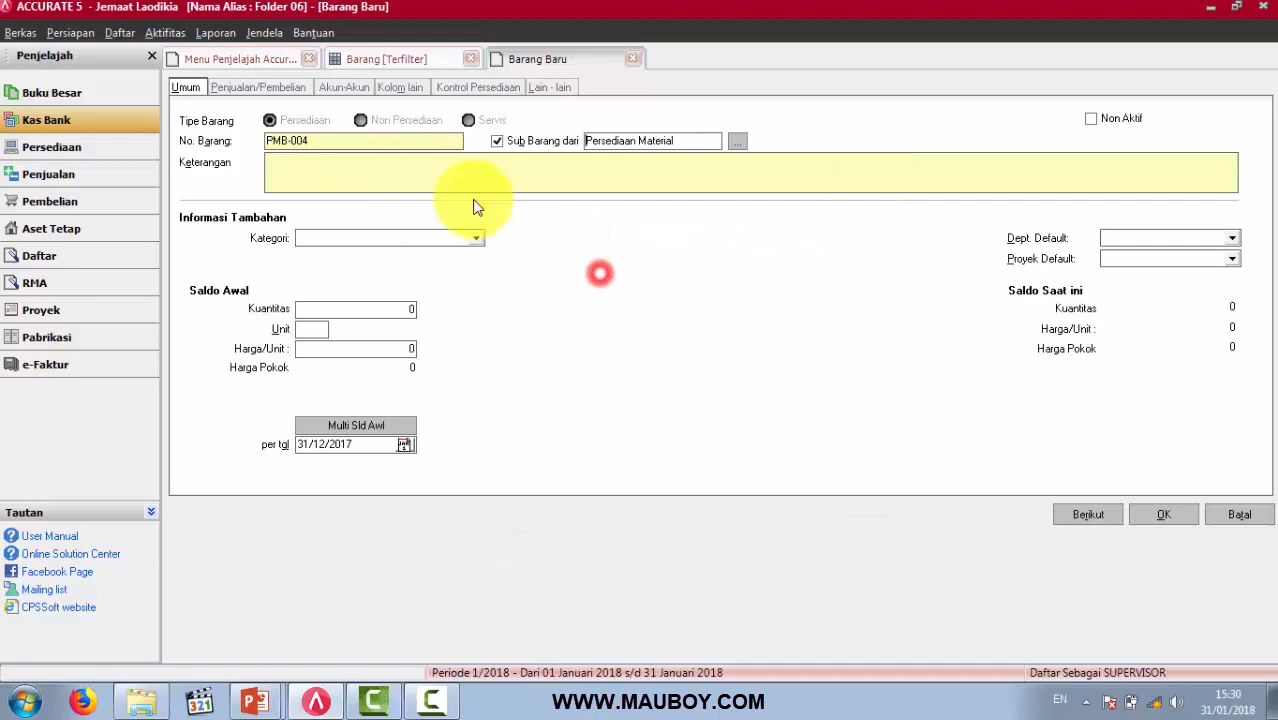 ACCURATE 5 - Jemaat Laodikia [Nama Alias : Folder 06] - [Barang Baru]
Berkas Persiapan Daftar Aktifitas Laporan Jendela Bantuan
Penjelajah
Menu Penjelajah Accur...
Barang [Terfilter]
Barang Baru
Buku Besar
Kas Bank
Persediaan
Penjualan
Pembelian
Aset Tetap
Daftar
RMA
Proyek
Pabrikasi
e-Faktur
Tautan
User Manual
Online Solution Center
Facebook Page
Mailing list
CPSSoft website
Umum Penjualan/Pembelian Akun-Akun Kolom lain Kontrol Persediaan Lain - lain
Tipe Barang Persediaan Non Persediaan Servis Non Aktif
No. Barang: PMB-004 Sub Barang dari Persediaan Material ...
Keterangan
Informasi Tambahan
Kategori: Dept. Default:
Proyek Default:
Saldo Awal Saldo Saat ini
Kuantitas 0 Kuantitas 0
Unit Harga/Unit : 0
Harga/Unit : 0 Harga Pokok 0
Harga Pokok 0
Multi Sld Awl
per tgl 31/12/2017
Berikut OK Batal
Periode 1/2018 - Dari 01 Januari 2018 s/d 31 Januari 2018
Daftar Sebagai SUPERVISOR
321
WWW.MAUBOY.COM
EN
15:30
31/01/2018